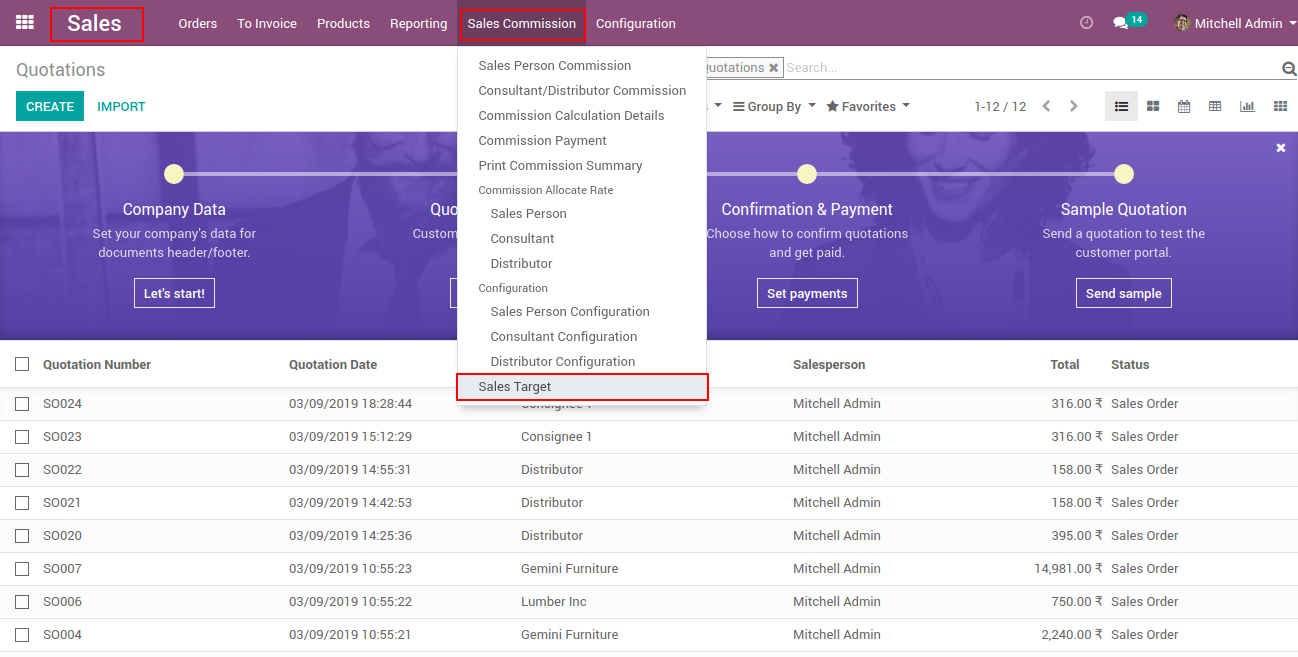 Sales Orders To Invoice Products Reporting Sales Commission Configuration 14 Mitchell Admin
Quotations
Quotations ✖ Search...
CREATE IMPORT
Group By Favorites 1-12 / 12
Sales Person Commission
Consultant/Distributor Commission
Commission Calculation Details
Commission Payment
Print Commission Summary
Commission Allocate Rate
Sales Person
Consultant
Distributor
Configuration
Sales Person Configuration
Consultant Configuration
Distributor Configuration
Sales Target
Company Data
Set your company's data for
documents header/footer.
Let's start!
Quo
Custom
Confirmation & Payment
Choose how to confirm quotations
and get paid.
Set payments
Sample Quotation
Send a quotation to test the
customer portal.
Send sample
Quotation Number Quotation Date Salesperson Total Status
SO024 03/09/2019 18:28:44 Consignee 1 Mitchell Admin 316.00 ₹ Sales Order
SO023 03/09/2019 15:12:29 Consignee 1 Mitchell Admin 316.00 ₹ Sales Order
SO022 03/09/2019 14:55:31 Distributor Mitchell Admin 158.00 ₹ Sales Order
SO021 03/09/2019 14:42:53 Distributor Mitchell Admin 158.00 ₹ Sales Order
SO020 03/09/2019 14:25:36 Distributor Mitchell Admin 395.00 ₹ Sales Order
SO007 03/09/2019 10:55:23 Gemini Furniture Mitchell Admin 14,981.00 ₹ Sales Order
SO006 03/09/2019 10:55:22 Lumber Inc Mitchell Admin 750.00 ₹ Sales Order
SO004 03/09/2019 10:55:21 Gemini Furniture Mitchell Admin 2,240.00 ₹ Sales Order